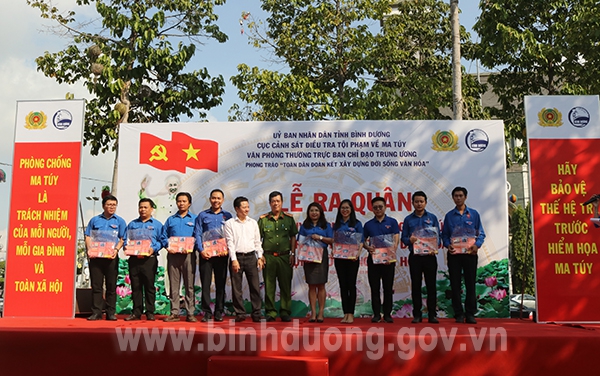 ỦY BAN NHÂN DÂN TỈNH BÌNH DƯƠNG
CỤC CẢNH SÁT ĐIỀU TRA TỘI PHẠM VỀ MA TÚY
VĂN PHÒNG THƯỜNG TRỰC BAN CHỈ ĐẠO TRUNG ƯƠNG
PHONG TRÀO "TOÀN DÂN ĐOÀN KẾT XÂY DỰNG ĐỜI SỐNG VĂN HÓA"
LỄ RA QUÂN
PHÒNG CHỐNG
MA TÚY
LÀ
TRÁCH NHIỆM
CỦA MỖI NGƯỜI,
MỖI GIA ĐÌNH
VÀ
TOÀN XÃ HỘI
HÃY
BẢO VỆ
THẾ HỆ TRẺ
TRƯỚC
HIỂM HỌA
MA TÚY
www.binhduong.gov.vn